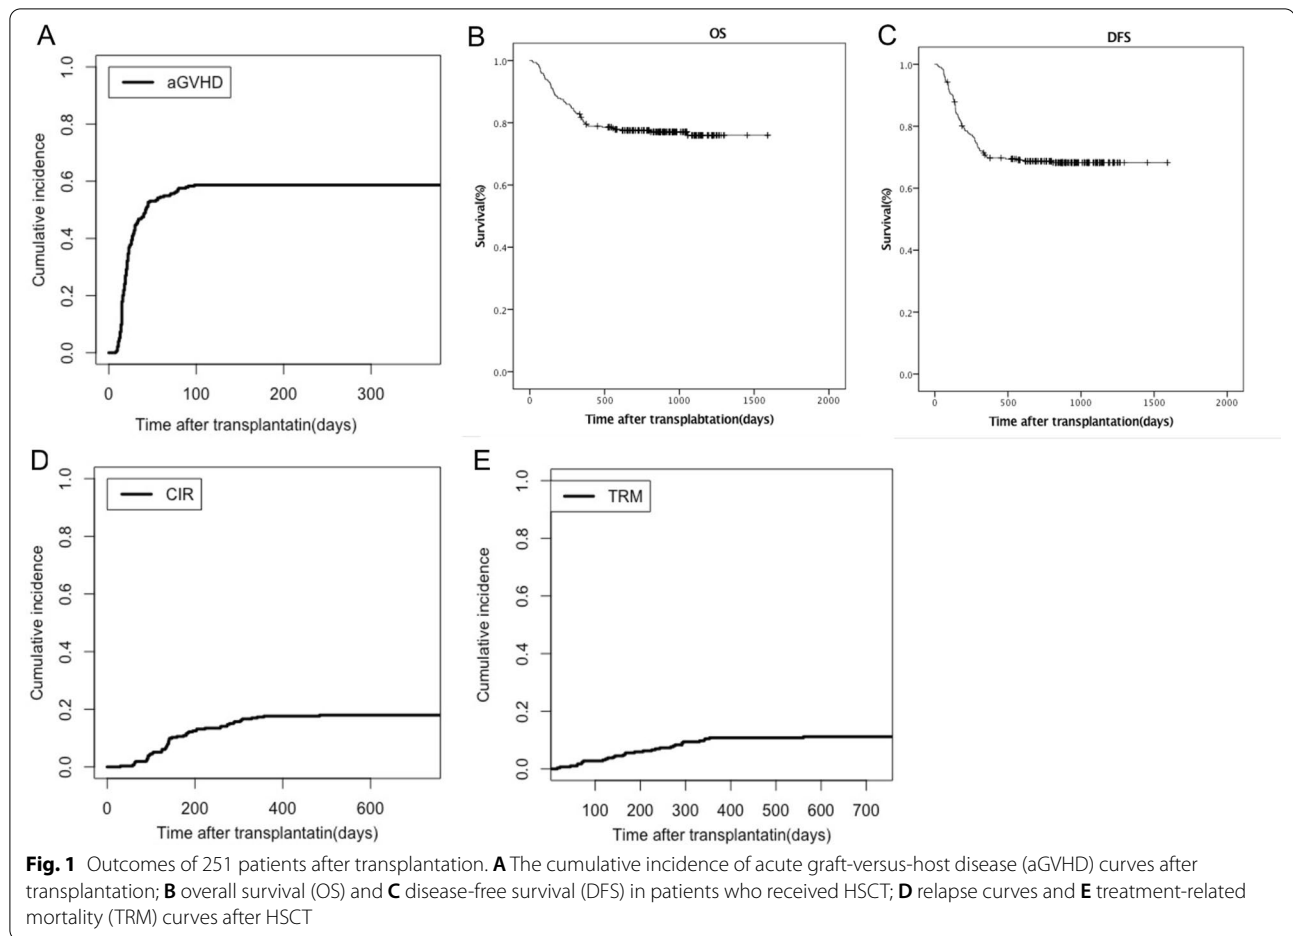 A
aGVHD
Cumulative incidence
1.0
0.8
0.6
0.4
0.2
0.0
0 100 200 300
Time after transplantatin(days)
B
OS
Survival(%)
1.0
0.8
0.6
0.4
0.2
0.0
0 500 1000 1500 2000
Time after transplabtation(days)
C
DFS
Survival(%)
1.0
0.8
0.6
0.4
0.2
0.0
0 500 1000 1500 2000
Time after transplantation(days)
D
CIR
Cumulative incidence
1.0
0.8
0.6
0.4
0.2
0.0
0 200 400 600
Time after transplantatin(days)
E
TRM
Cumulative incidence
1.0
0.8
0.6
0.4
0.2
0.0
100 200 300 400 500 600 700
Time after transplantatin(days)
Fig. 1 Outcomes of 251 patients after transplantation. A The cumulative incidence of acute graft-versus-host disease (aGVHD) curves after
transplantation; B overall survival (OS) and C disease-free survival (DFS) in patients who received HSCT; D relapse curves and E treatment-related
mortality (TRM) curves after HSCT